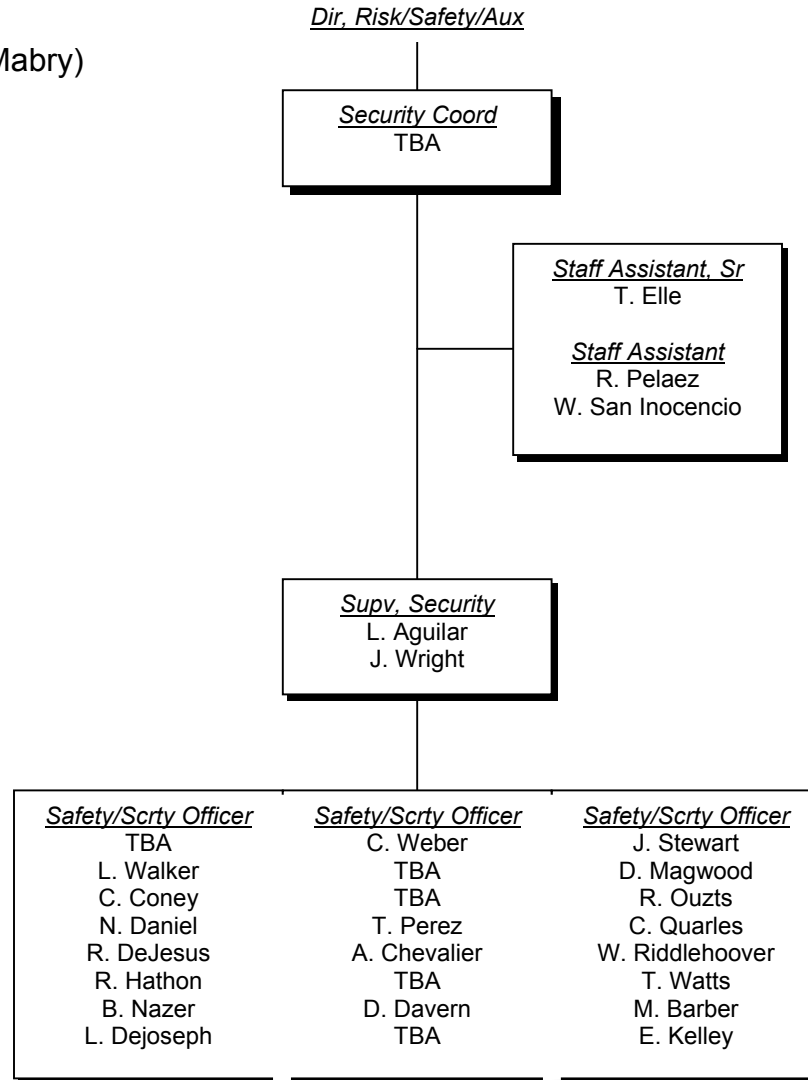 Dir, Risk/Safety/Aux
Mabry)
Security Coord
TBA
Staff Assistant, Sr
T. Elle
Staff Assistant
R. Pelaez
W. San Inocencio
Supv, Security
L. Aguilar
J. Wright
Safety/Scrty Officer
TBA
L. Walker
C. Coney
N. Daniel
R. DeJesus
R. Hathon
B. Nazer
L. Dejoseph
Safety/Scrty Officer
C. Weber
TBA
TBA
T. Perez
A. Chevalier
TBA
D. Davern
TBA
Safety/Scrty Officer
J. Stewart
D. Magwood
R. Ouzts
C. Quarles
W. Riddlehoover
T. Watts
M. Barber
E. Kelley